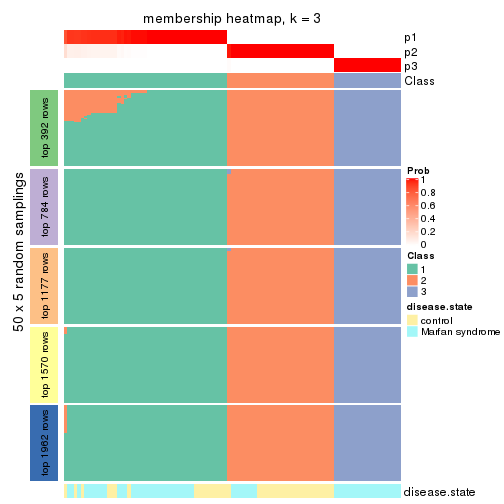 membership heatmap, k = 3
p1
p2
p3
Class
50 x 5 random samplings
top 392 rows
top 784 rows
top 1177 rows
top 1570 rows
top 1962 rows
Prob
1
0.8
0.6
0.4
0.2
0
Class
1
2
3
disease.state
control
Marfan syndrome
disease.state